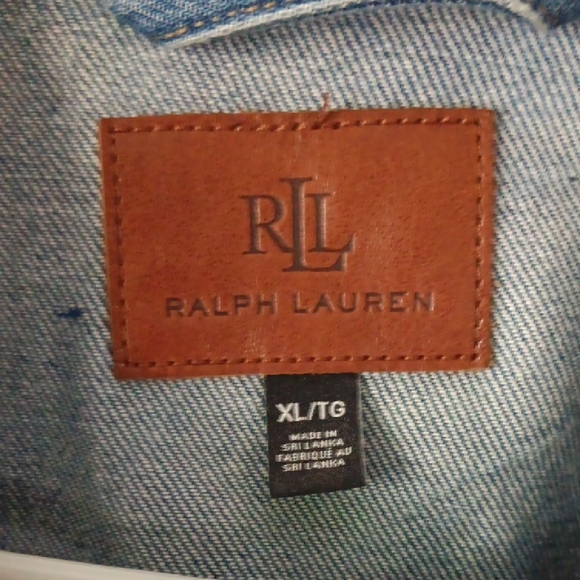 RLL
RALPH LAUREN
XL/TG
MADE IN
SRI LANKA
FABRIQUÉ AU
SRI LANKA